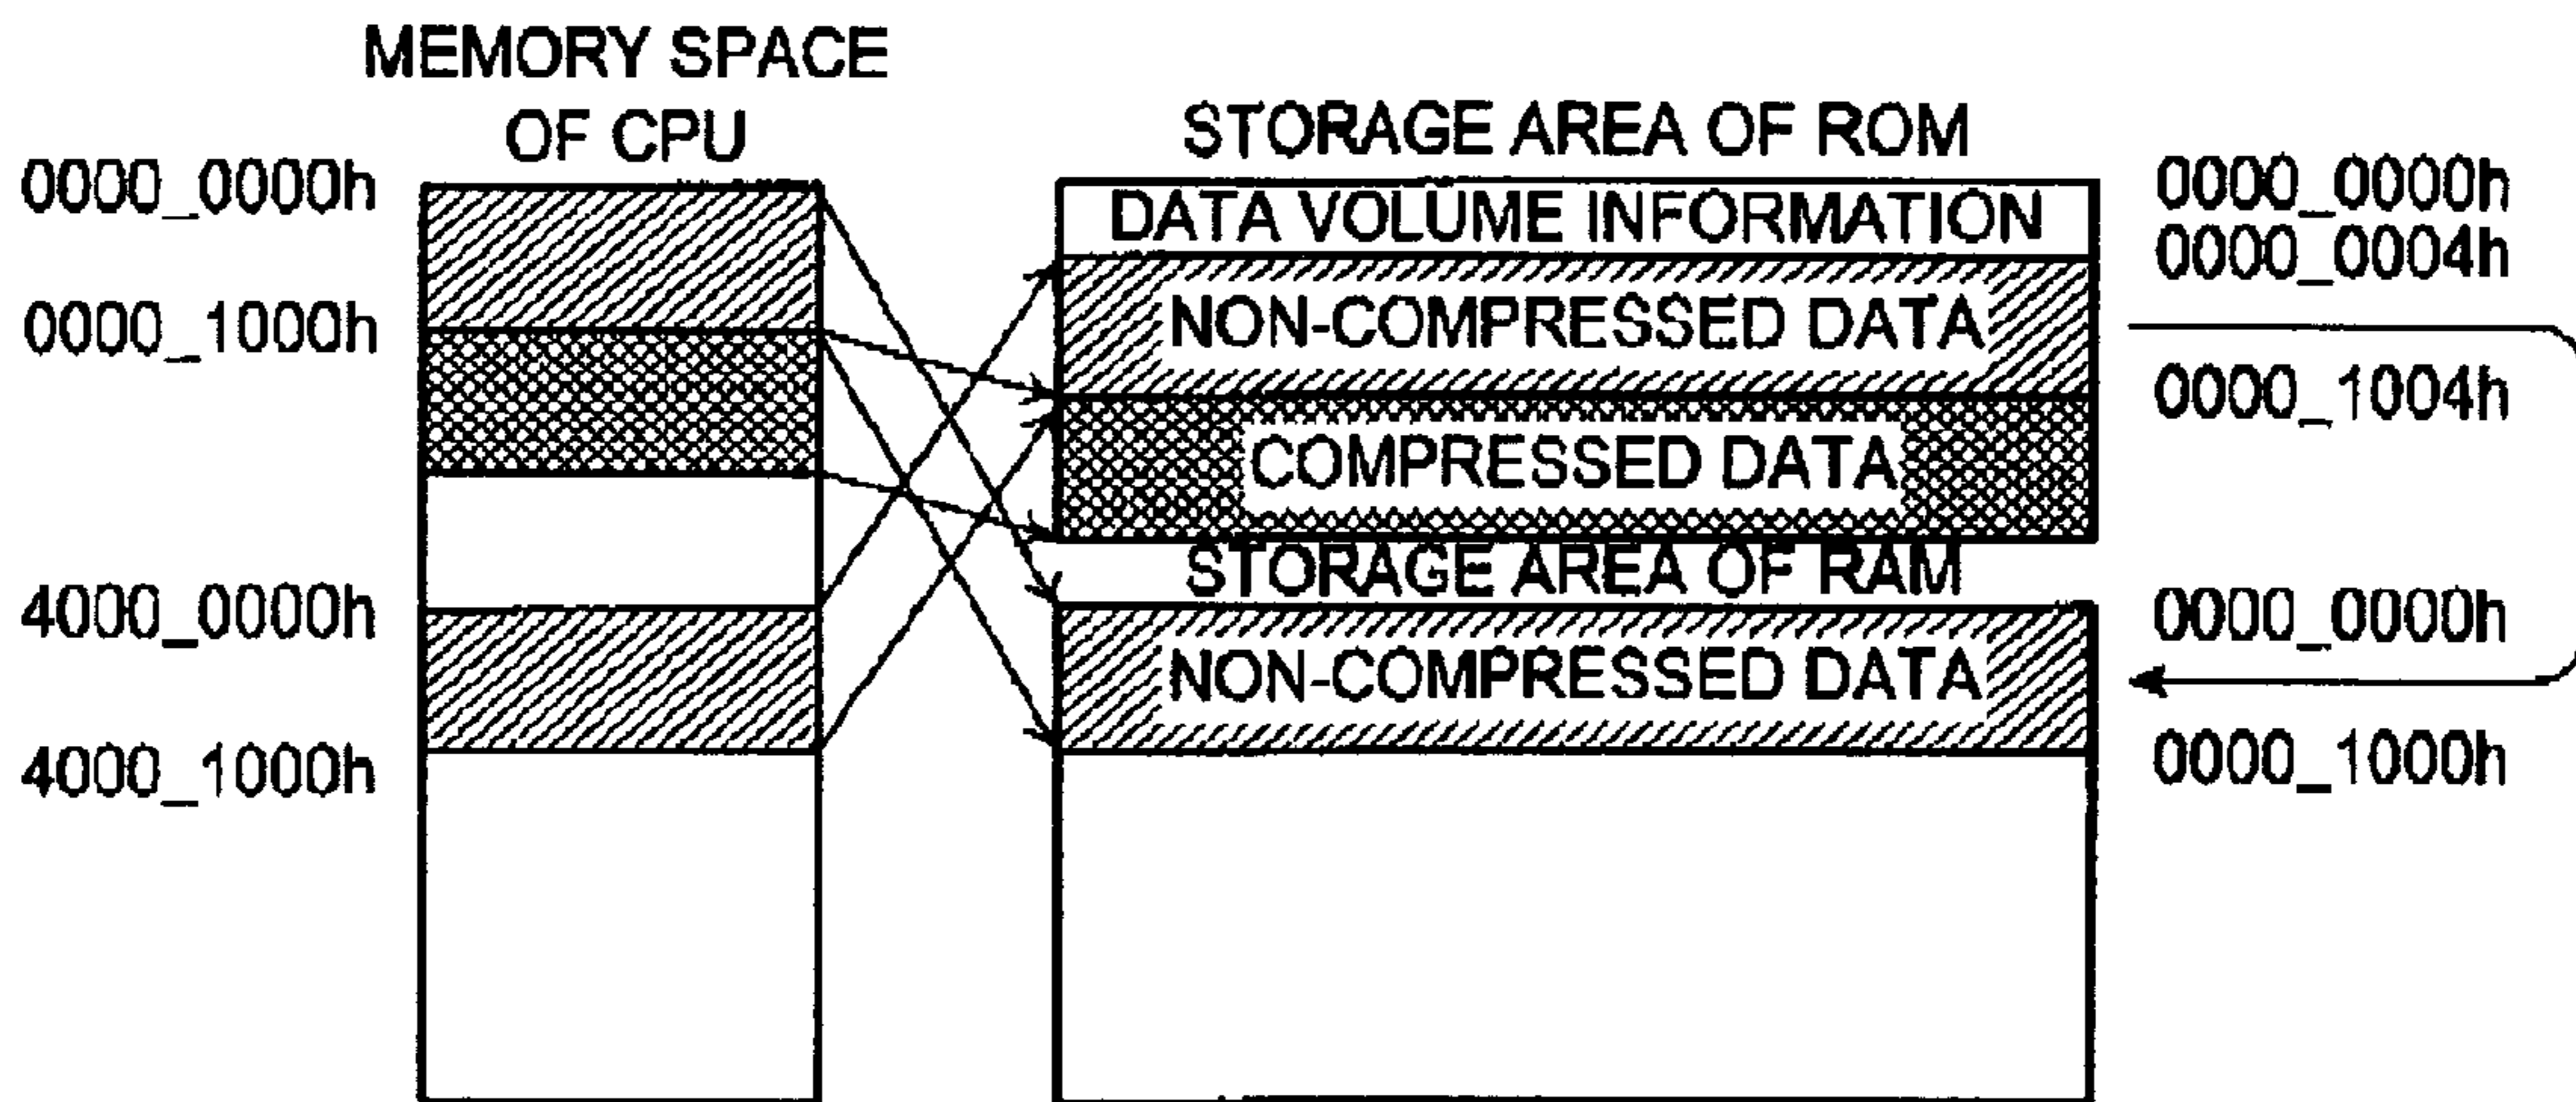 MEMORY SPACE
OF CPU
0000_0000h
0000_1000h
4000_0000h
4000_1000h
STORAGE AREA OF ROM
DATA VOLUME INFORMATION
NON-COMPRESSED DATA
COMPRESSED DATA
0000_0000h
0000_0004h
0000_1004h
STORAGE AREA OF RAM
NON-COMPRESSED DATA
0000_0000h
0000_1000h